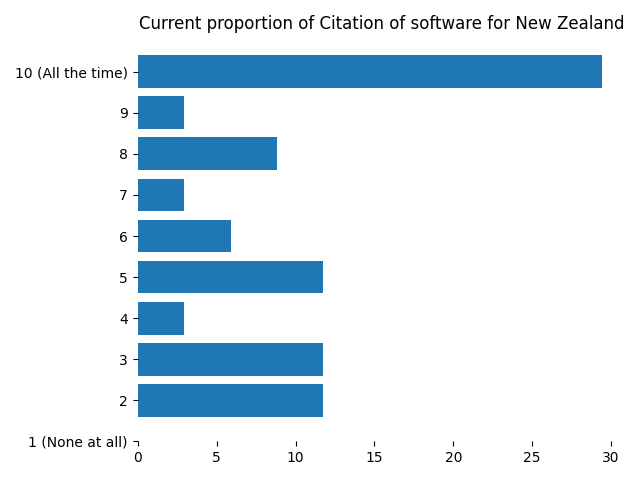 Current proportion of Citation of software for New Zealand
10 (All the time)
9
8
7
6
5
4
3
2
1 (None at all)
0 5 10 15 20 25 30